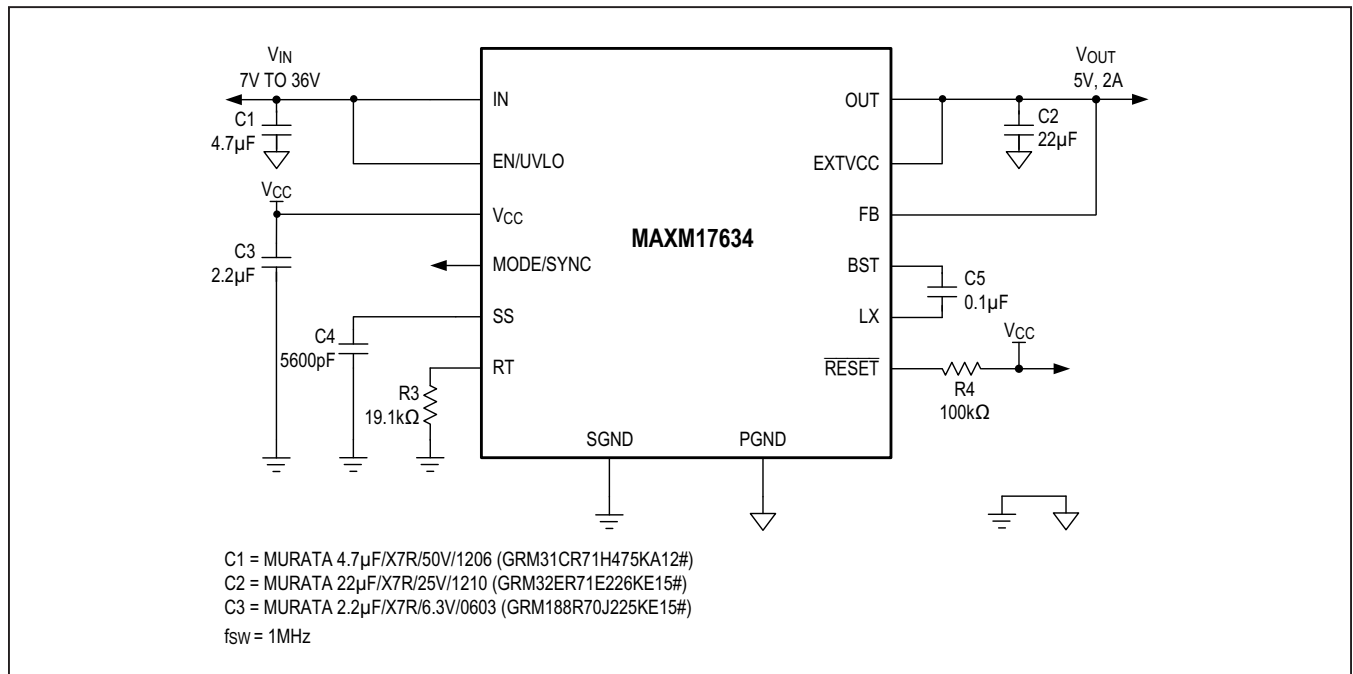 VIN
7V TO 36V
C1
4.7µF
IN
EN/UVLO
VCC
VCC
C3
2.2µF
MODE/SYNC
SS
C4
5600pF
RT
R3
19.1kΩ
SGND
PGND
MAXM17634
VOUT
5V, 2A
OUT
C2
22µF
EXTVCC
FB
BST
C5
0.1µF
LX
VCC
RESET
R4
100kΩ
C1 = MURATA 4.7µF/X7R/50V/1206 (GRM31CR71H475KA12#)
C2 = MURATA 22µF/X7R/25V/1210 (GRM32ER71E226KE15#)
C3 = MURATA 2.2µF/X7R/6.3V/0603 (GRM188R70J225KE15#)
fSW = 1MHz